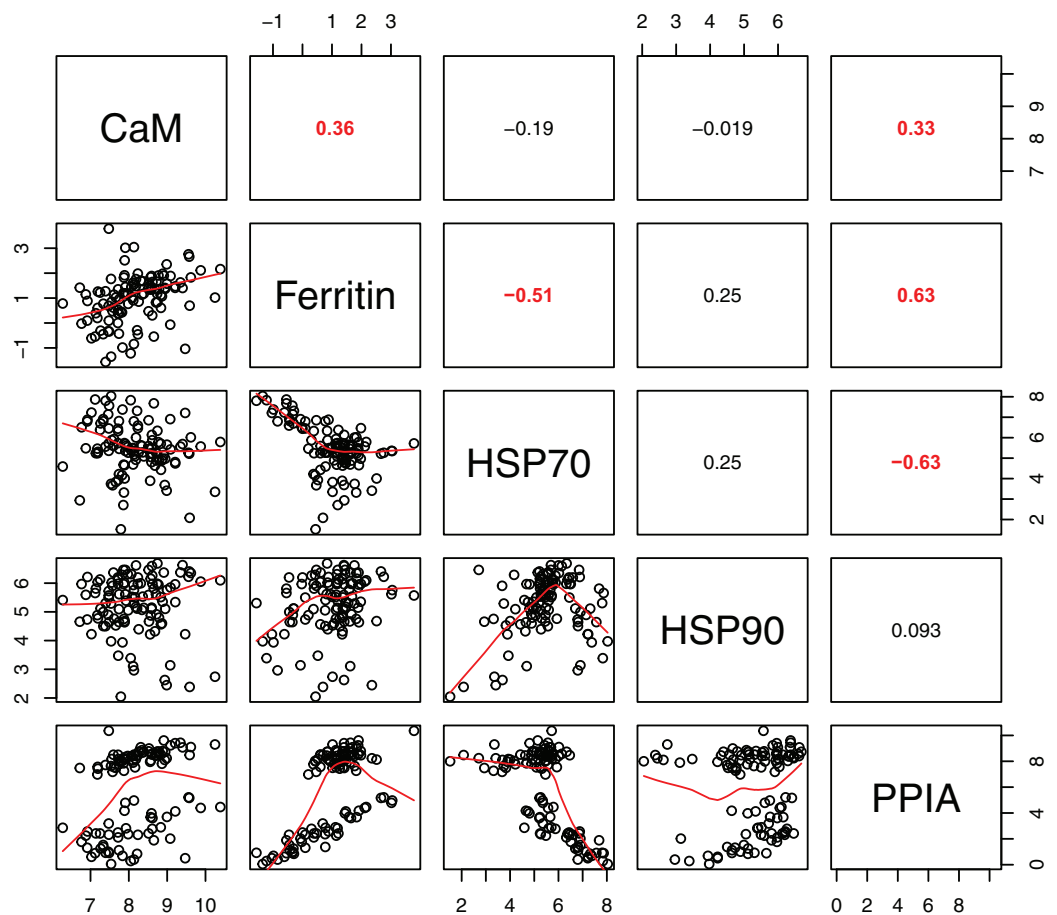 −1 1 2 3 2 3 4 5 6
CaM 0.36 −0.19 −0.019 0.33
7 8 9
−1 1 3
Ferritin −0.51 0.25 0.63
HSP70 0.25 −0.63
2 4 6 8
2 3 4 5 6
HSP90 0.093
PPIA
0 2 4 8
7 8 9 10 2 4 6 8 0 2 4 6 8